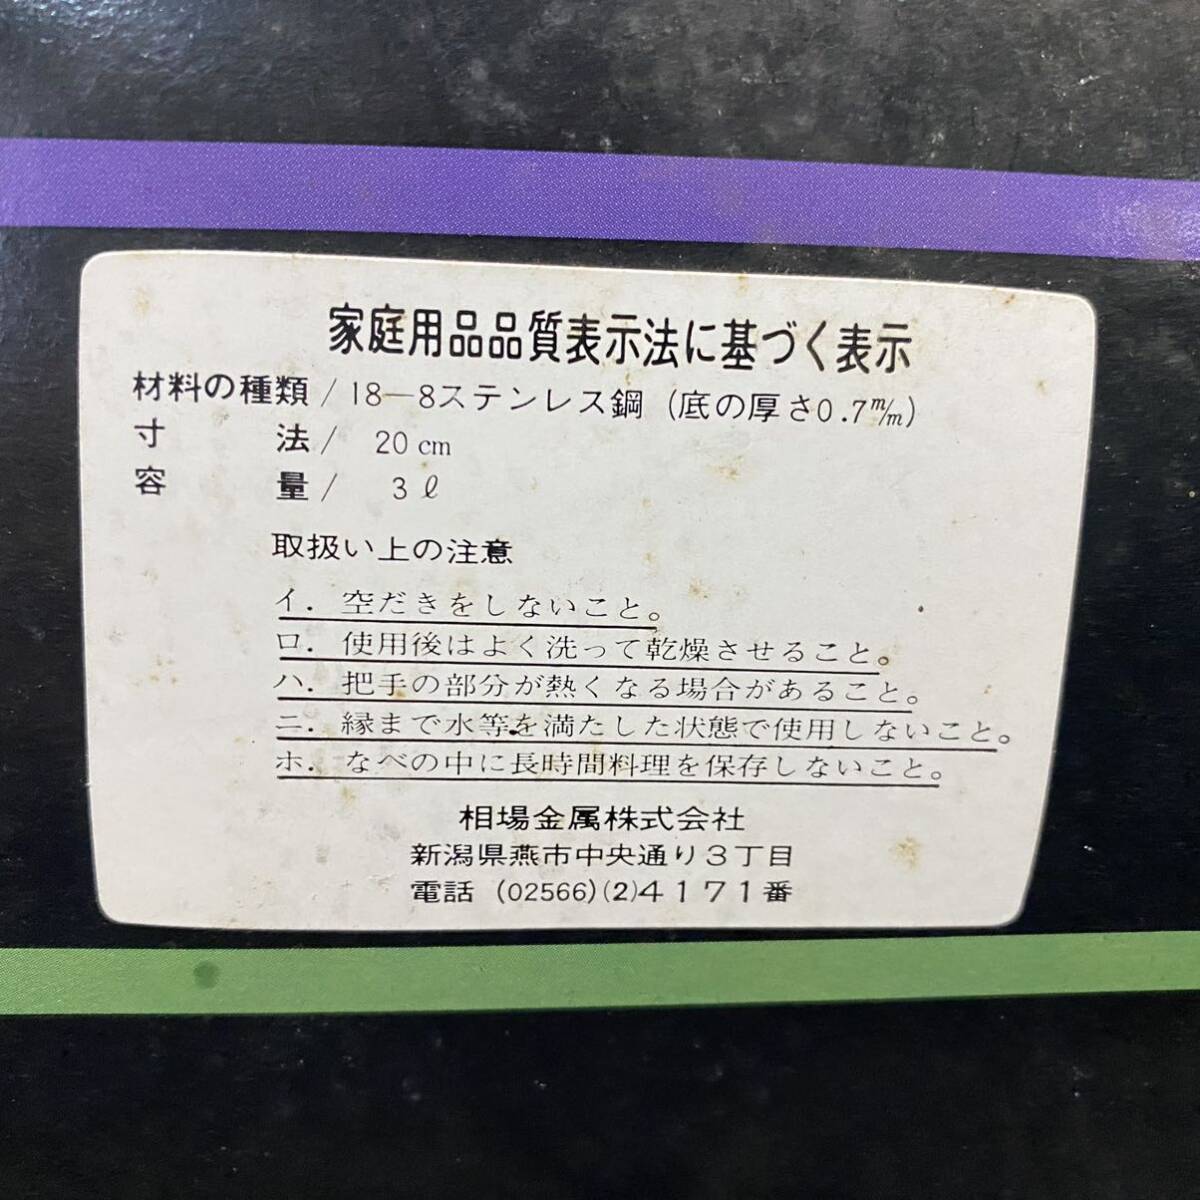 家庭用品品質表示法に基づく表示
材料の種類/18-8ステンレス鋼 (底の厚さ0.7m/m)
寸法/ 20cm
容量/ 3ℓ
取扱い上の注意
イ. 空だきをしないこと。
ロ. 使用後はよく洗って乾燥させること。
ハ. 把手の部分が熱くなる場合があること。
ニ. 縁まで水等を満たした状態で使用しないこと。
ホ. なべの中に長時間料理を保存しないこと。
相場金属株式会社
新潟県燕市中央通り3丁目
電話 (02566)(2)4171番